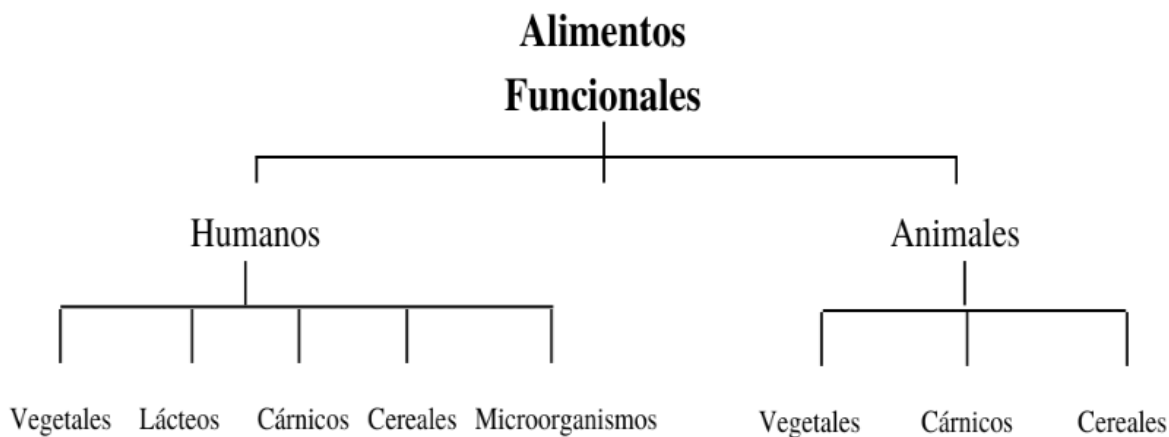 Alimentos
Funcionales
Humanos Animales
Vegetales Lácteos Cárnicos Cereales Microorganismos Vegetales Cárnicos Cereales